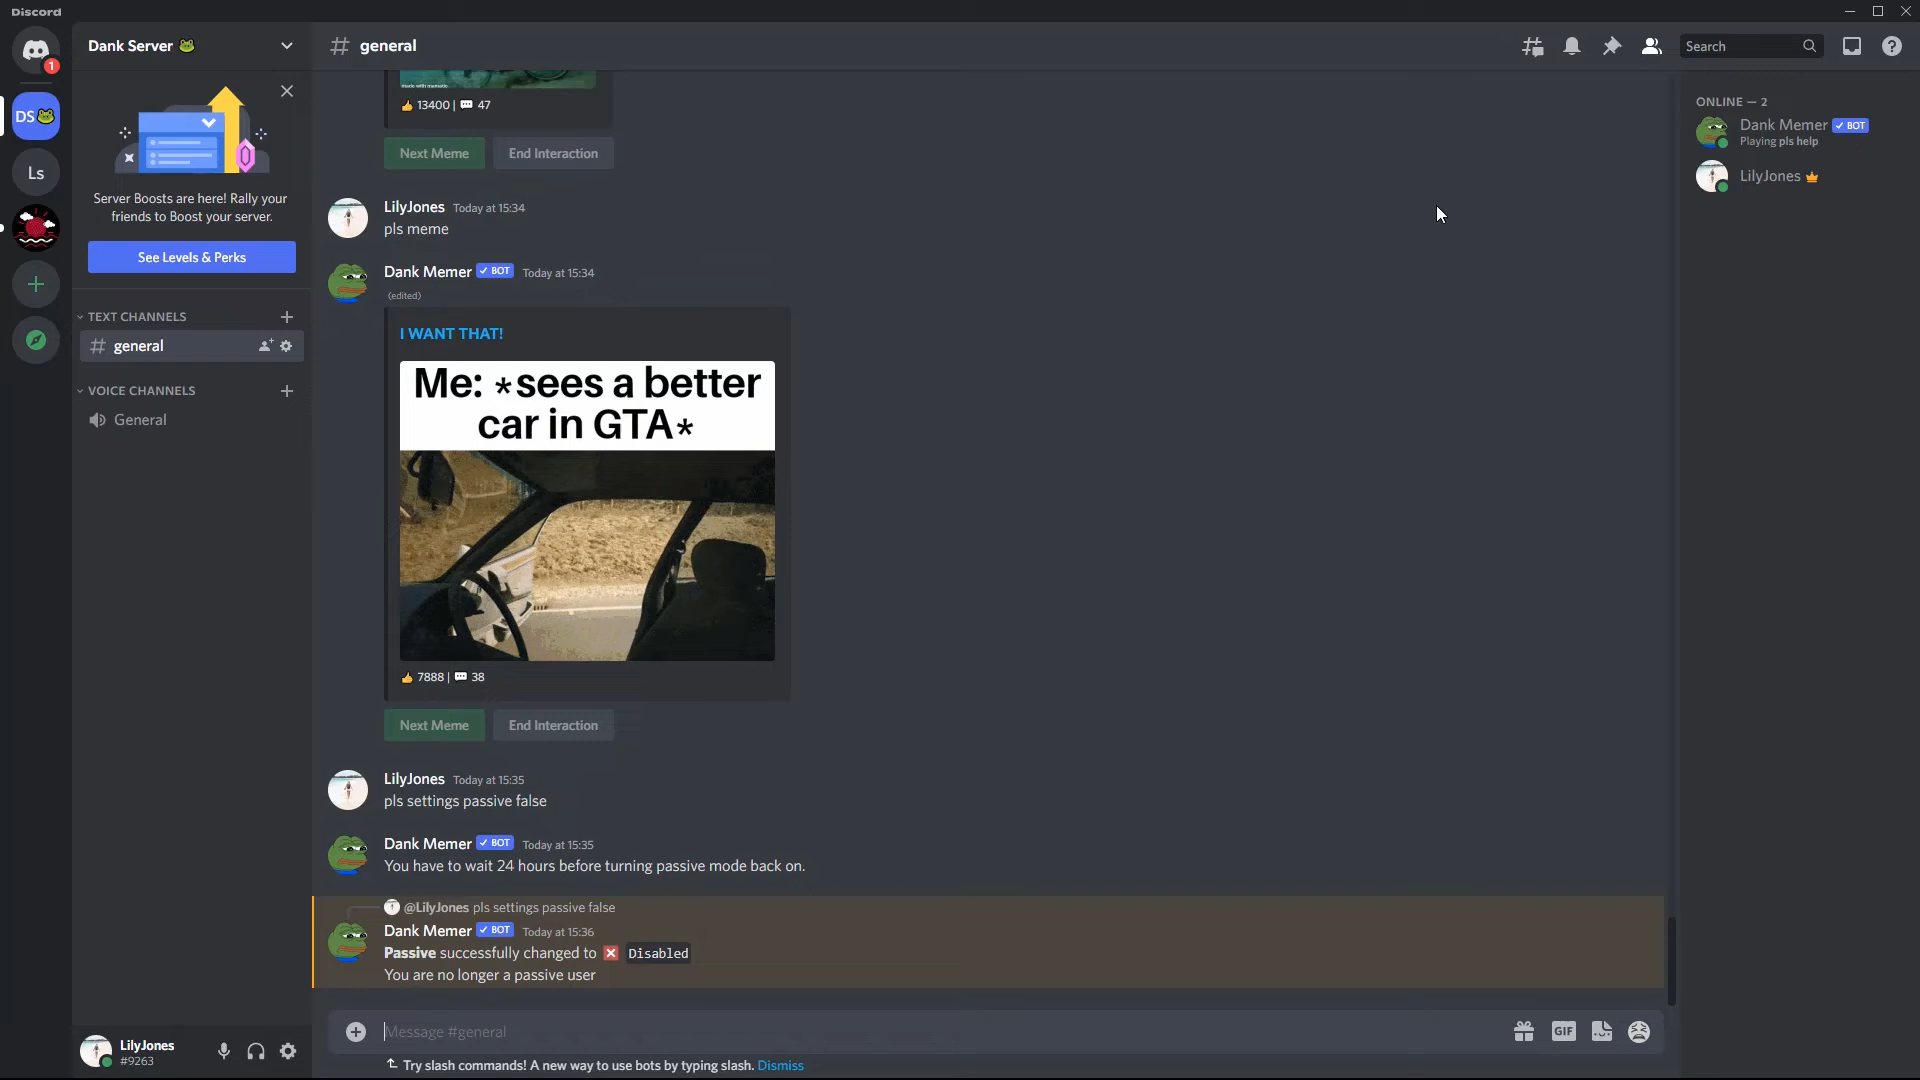 Discord
Dank Server
general
Search
1
DS
Ls
Server Boosts are here! Rally your
friends to Boost your server.
See Levels & Perks
TEXT CHANNELS
general
VOICE CHANNELS
General
LilyJones
#9263
13400 | 47
Next Meme End Interaction
LilyJones Today at 15:34
pls meme
Dank Memer BOT Today at 15:34
(edited)
I WANT THAT!
Me: *sees a better
car in GTA*
7888 | 38
Next Meme End Interaction
LilyJones Today at 15:35
pls settings passive false
Dank Memer BOT Today at 15:35
You have to wait 24 hours before turning passive mode back on.
@LilyJones pls settings passive false
Dank Memer BOT Today at 15:36
Passive successfully changed to Disabled
You are no longer a passive user
Message #general
GIF
Try slash commands! A new way to use bots by typing slash. Dismiss
ONLINE — 2
Dank Memer BOT
Playing pls help
LilyJones